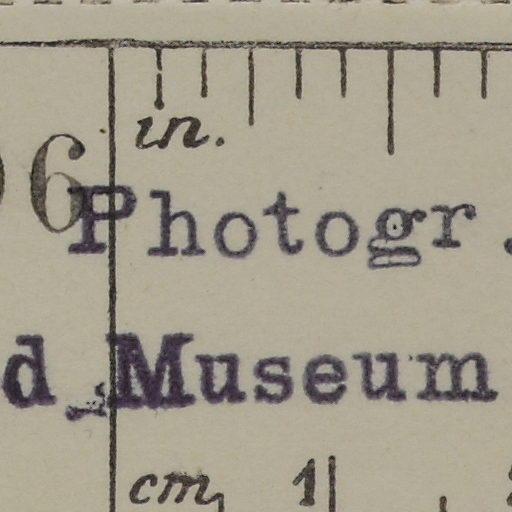 in.
6 Photogr.
d Museum
cm, 1